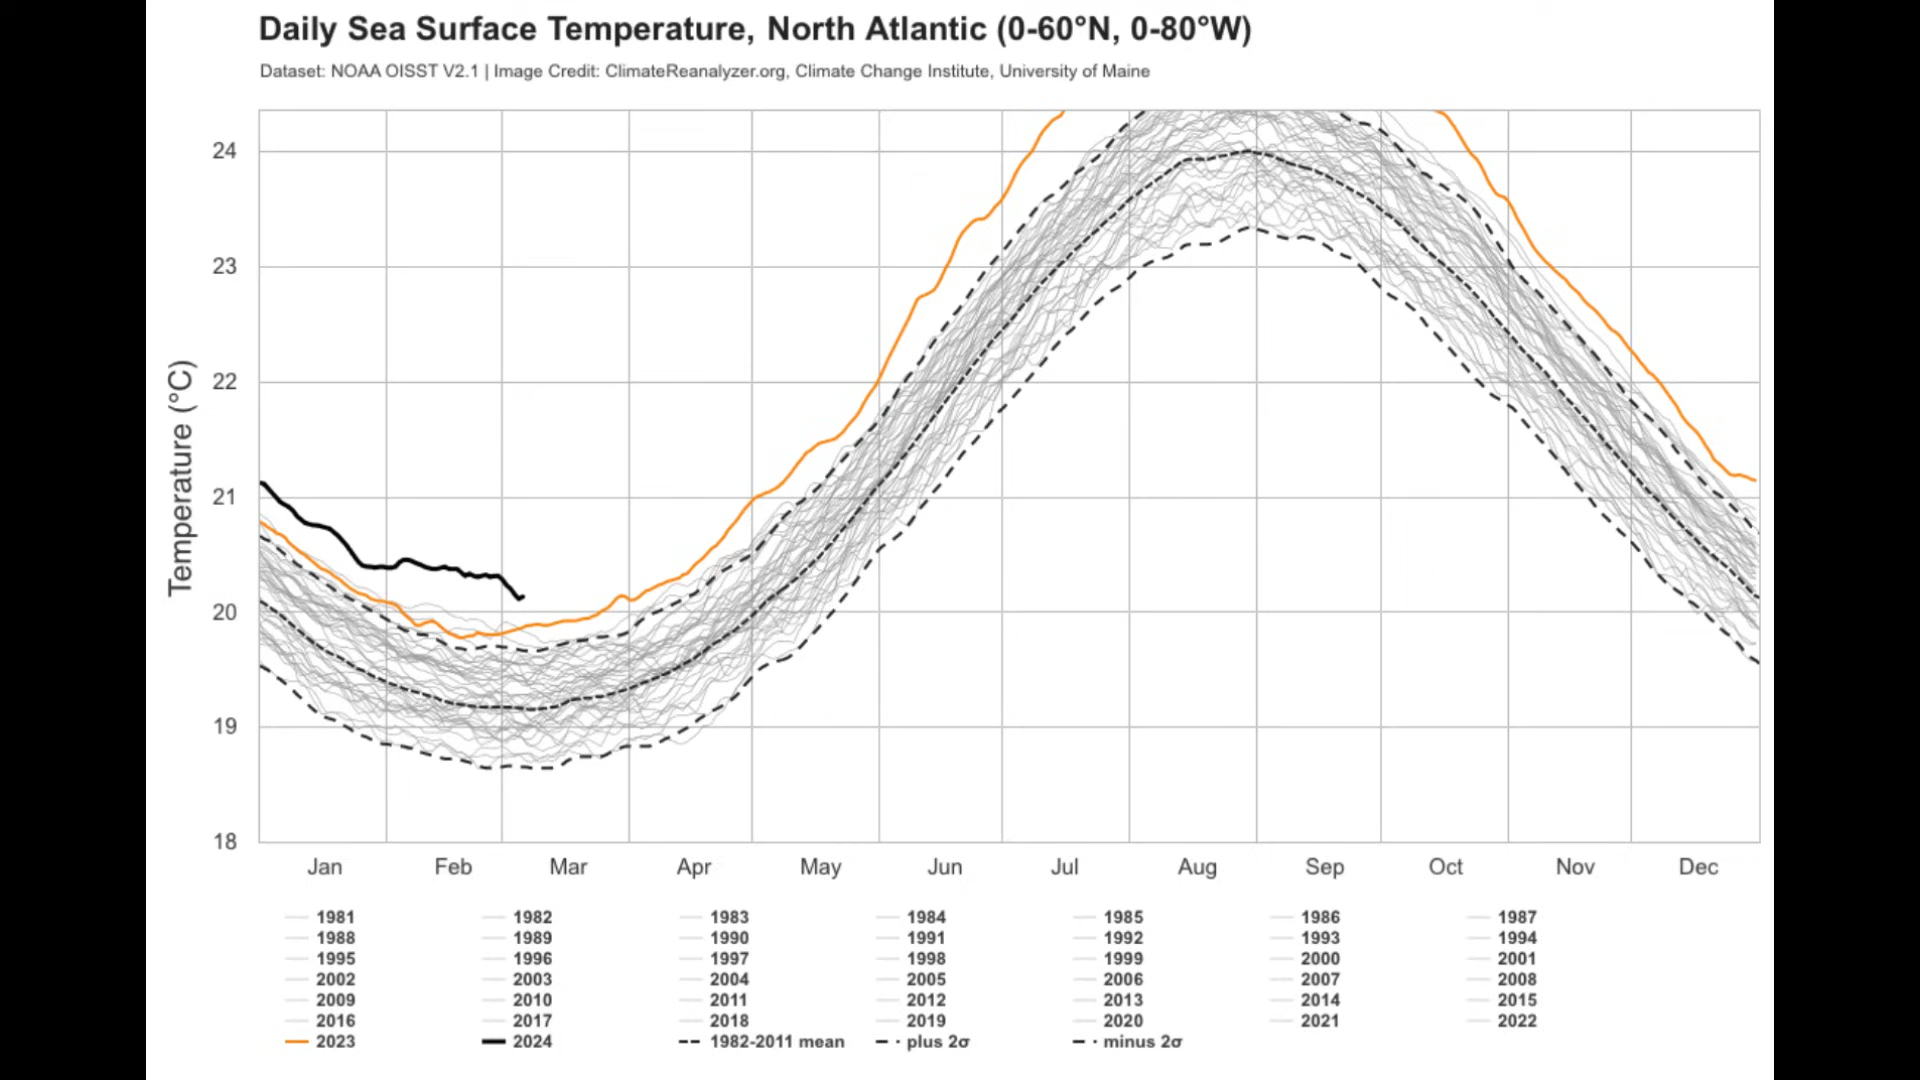 Daily Sea Surface Temperature, North Atlantic (0-60°N, 0-80°W)
Dataset: NOAA OISST V2.1 | Image Credit: ClimateReanalyzer.org, Climate Change Institute, University of Maine
Temperature (°C)
24
23
22
21
20
19
18
Jan Feb Mar Apr May Jun Jul Aug Sep Oct Nov Dec
1981 1982 1983 1984 1985 1986 1987
1988 1989 1990 1991 1992 1993 1994
1995 1996 1997 1998 1999 2000 2001
2002 2003 2004 2005 2006 2007 2008
2009 2010 2011 2012 2013 2014 2015
2016 2017 2018 2019 2020 2021 2022
2023 2024 1982-2011 mean plus 2σ minus 2σ